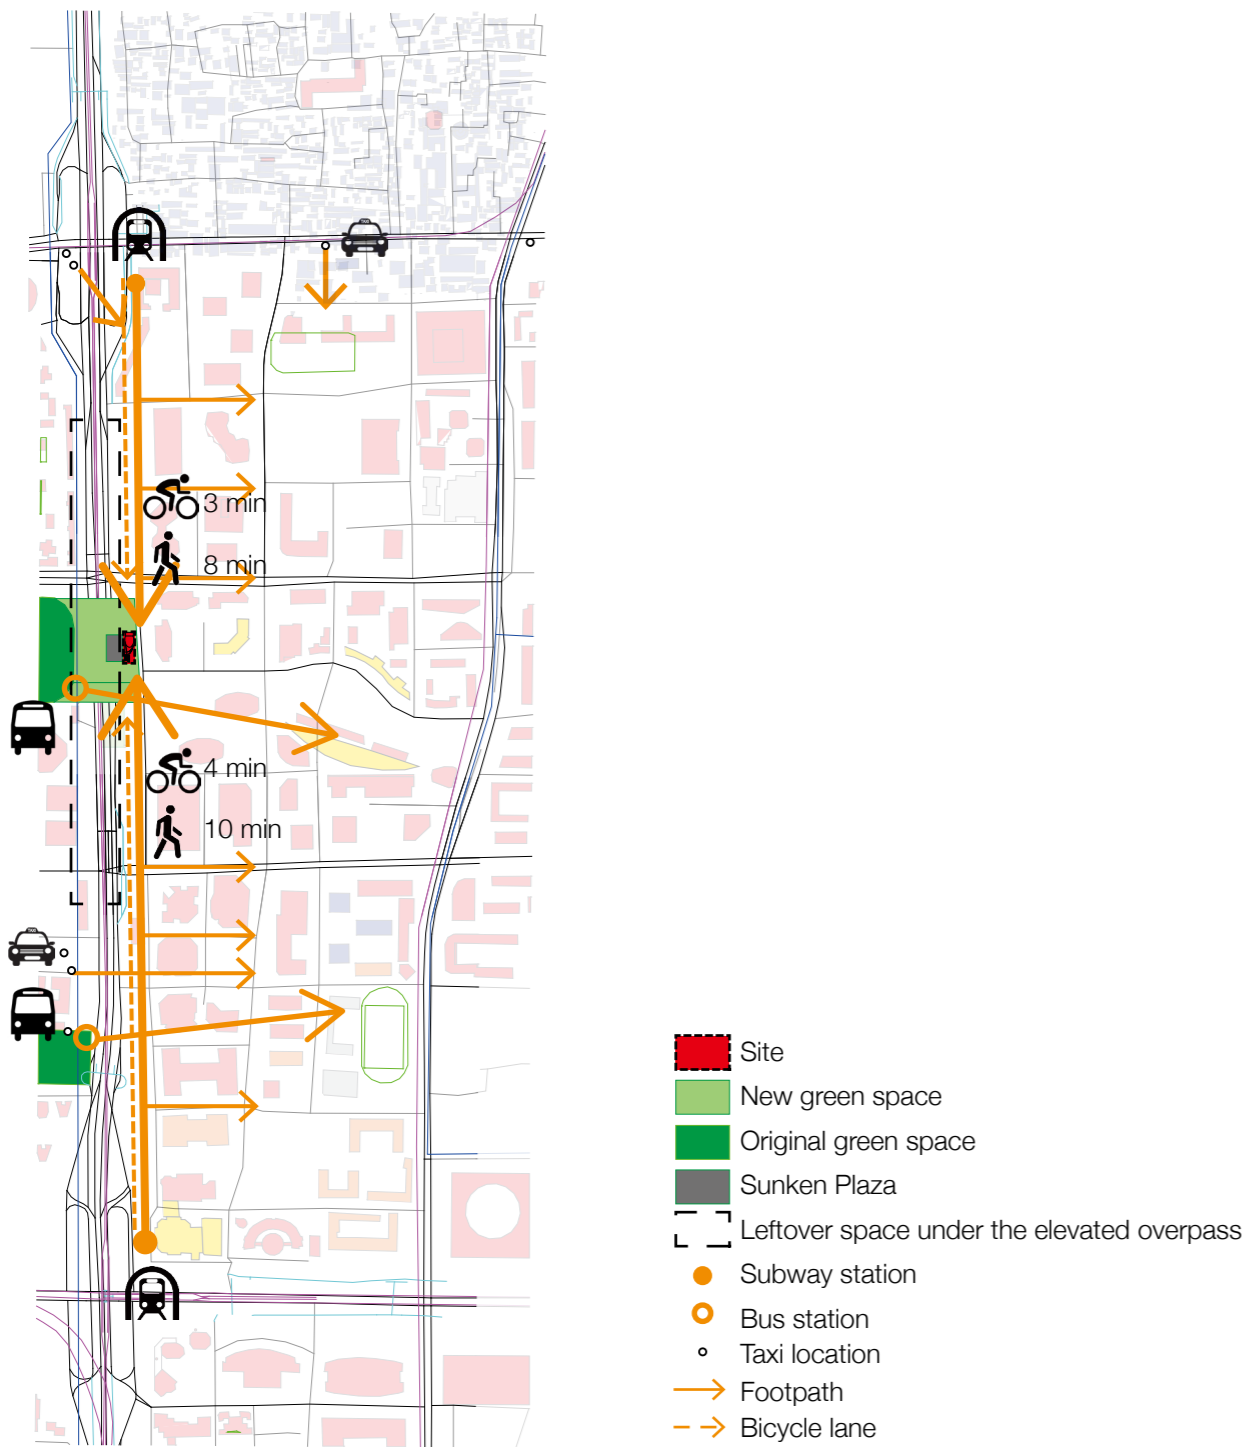 3 min
8 min
4 min
10 min
Site
New green space
Original green space
Sunken Plaza
Leftover space under the elevated overpass
Subway station
Bus station
Taxi location
Footpath
Bicycle lane